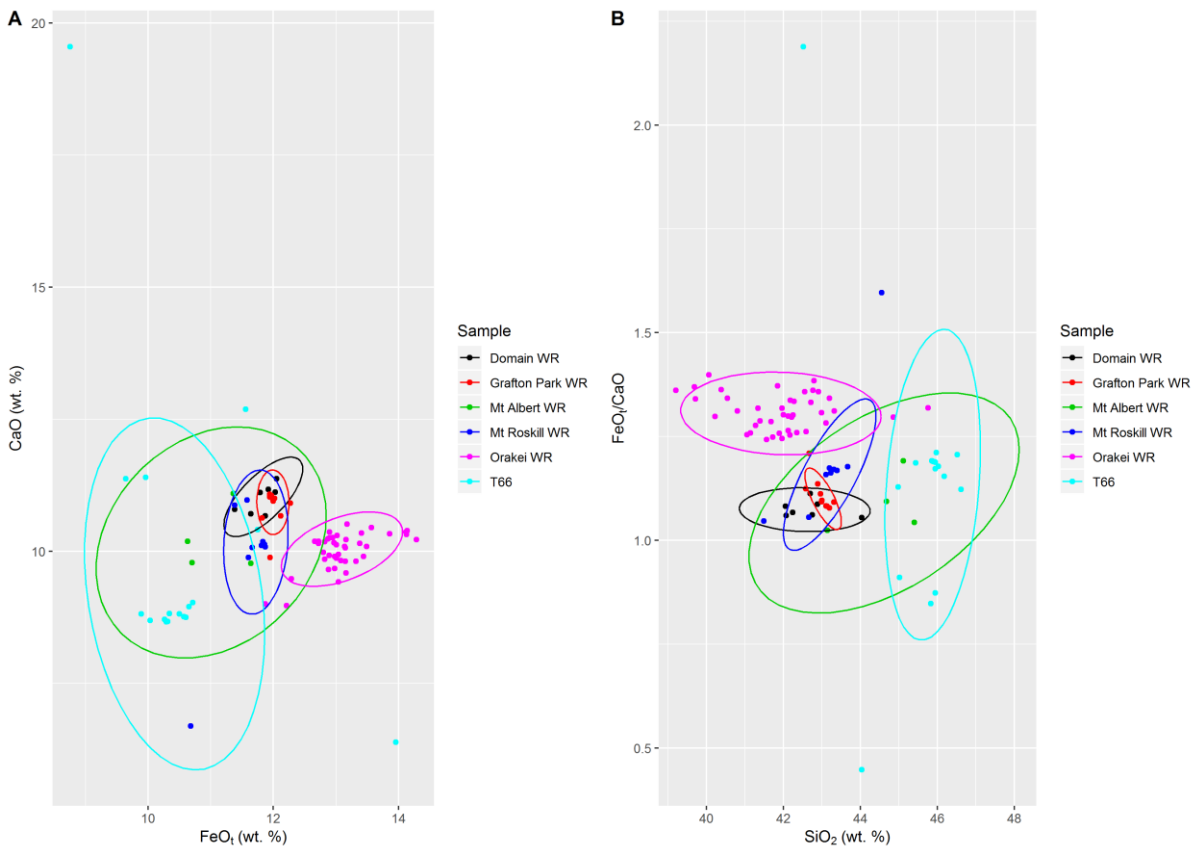 A
20
15
10
CaO (wt. %)
10 12 14
FeOₜ (wt. %)
Sample
Domain WR
Grafton Park WR
Mt Albert WR
Mt Roskill WR
Orakei WR
T66
B
2.0
1.5
1.0
0.5
FeOₜ/CaO
40 42 44 46 48
SiO₂ (wt. %)
Sample
Domain WR
Grafton Park WR
Mt Albert WR
Mt Roskill WR
Orakei WR
T66